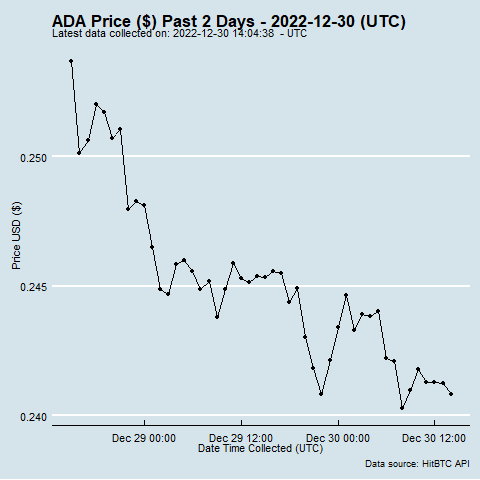 ADA Price ($) Past 2 Days - 2022-12-30 (UTC)
Latest data collected on: 2022-12-30 14:04:38 - UTC
0.250
0.245
0.240
Price USD ($)
Dec 29 00:00 Dec 29 12:00 Dec 30 00:00 Dec 30 12:00
Date Time Collected (UTC)
Data source: HitBTC API